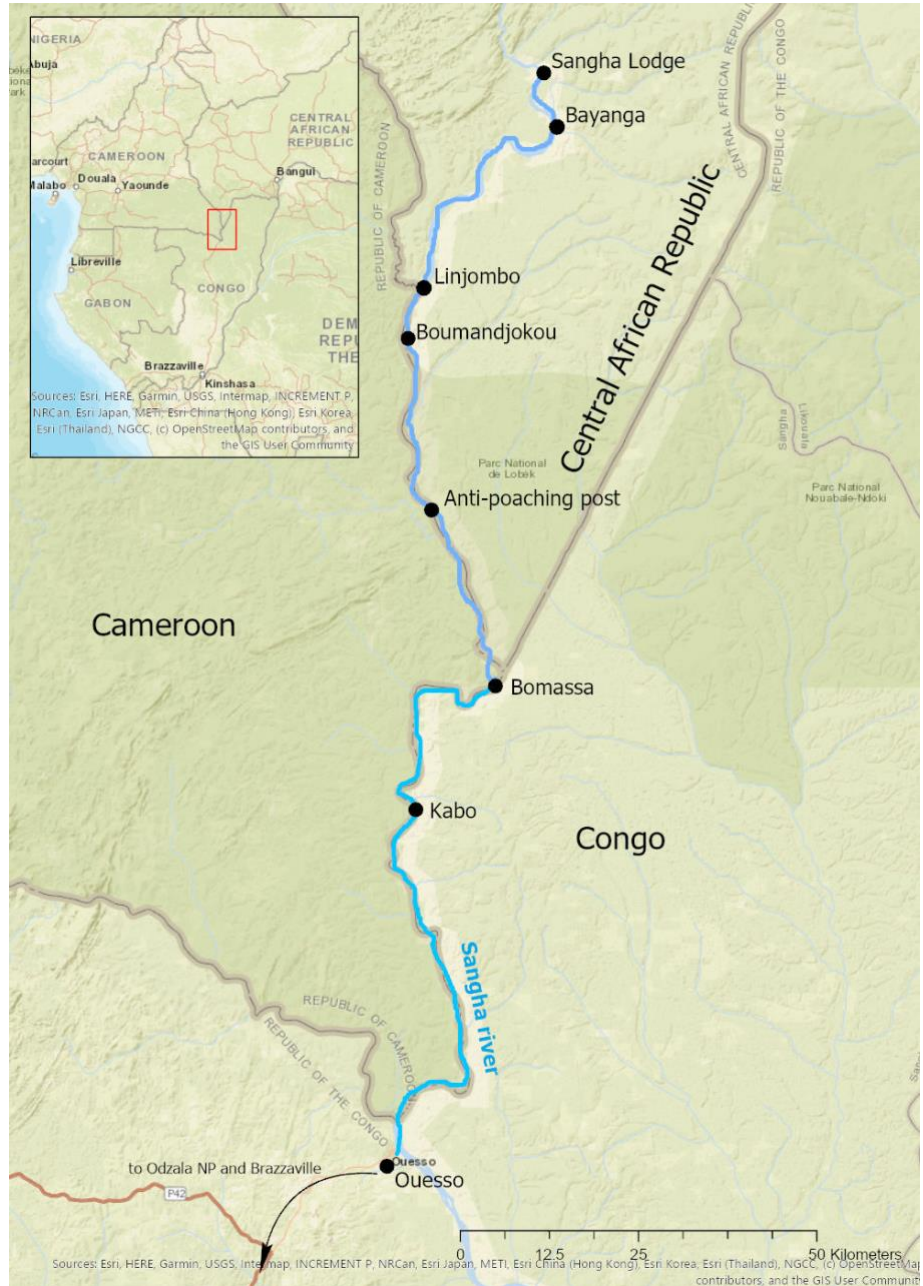 NIGERIA
Abuja
CENTRAL
AFRICAN
REPUBLIC
CAMEROON
arcourt
Douala
Malabo
Yaounde
Bangui
Libreville
GABON
CONGO
DEM
REPU
THE
Brazzaville
Kinshasa
Sources: Esri, HERE, Garmin, USGS, Intermap, INCREMENT P,
NRCan, Esri Japan, METI, Esri China (Hong Kong), Esri Korea,
Esri (Thailand), NGCC, (c) OpenStreetMap contributors, and
the GIS User Community
Sangha Lodge
Bayanga
CENTRAL AFRICAN REPUBL
REPUBLIC OF THE CONGO
REPUBLIC OF CAMEROON
Central African Republic
Linjombo
Boumandjokou
Sangha
Likouala
Parc National
de Lobék
Parc National
Nouabale-Ndoki
Anti-poaching post
Cameroon
Bomassa
Kabo
Congo
Sangha river
REPUBLIC OF CAMEROON
REPUBLIC OF THE CONGO
to Odzala NP and Brazzaville
Ouesso
Ouesso
P42
0 12.5 25 50 Kilometers
Sources: Esri, HERE, Garmin, USGS, Intermap, INCREMENT P, NRCan, Esri Japan, METI, Esri China (Hong Kong), Esri Korea, Esri (Thailand), NGCC, (c) OpenStreetMa
contributors, and the GIS User Commu